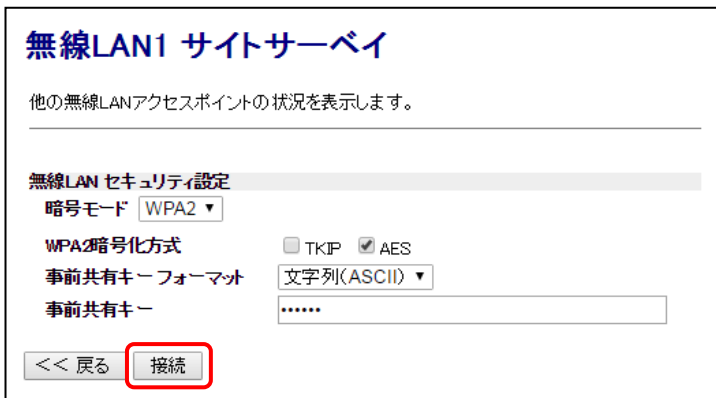 無線LAN1 サイトサーベイ
他の無線LANアクセスポイントの状況を表示します。
無線LAN セキュリティ設定
暗号モード WPA2 ▼
WPA2暗号化方式 TKIP AES
事前共有キー フォーマット 文字列(ASCII) ▼
事前共有キー ••••••
<< 戻る 接続